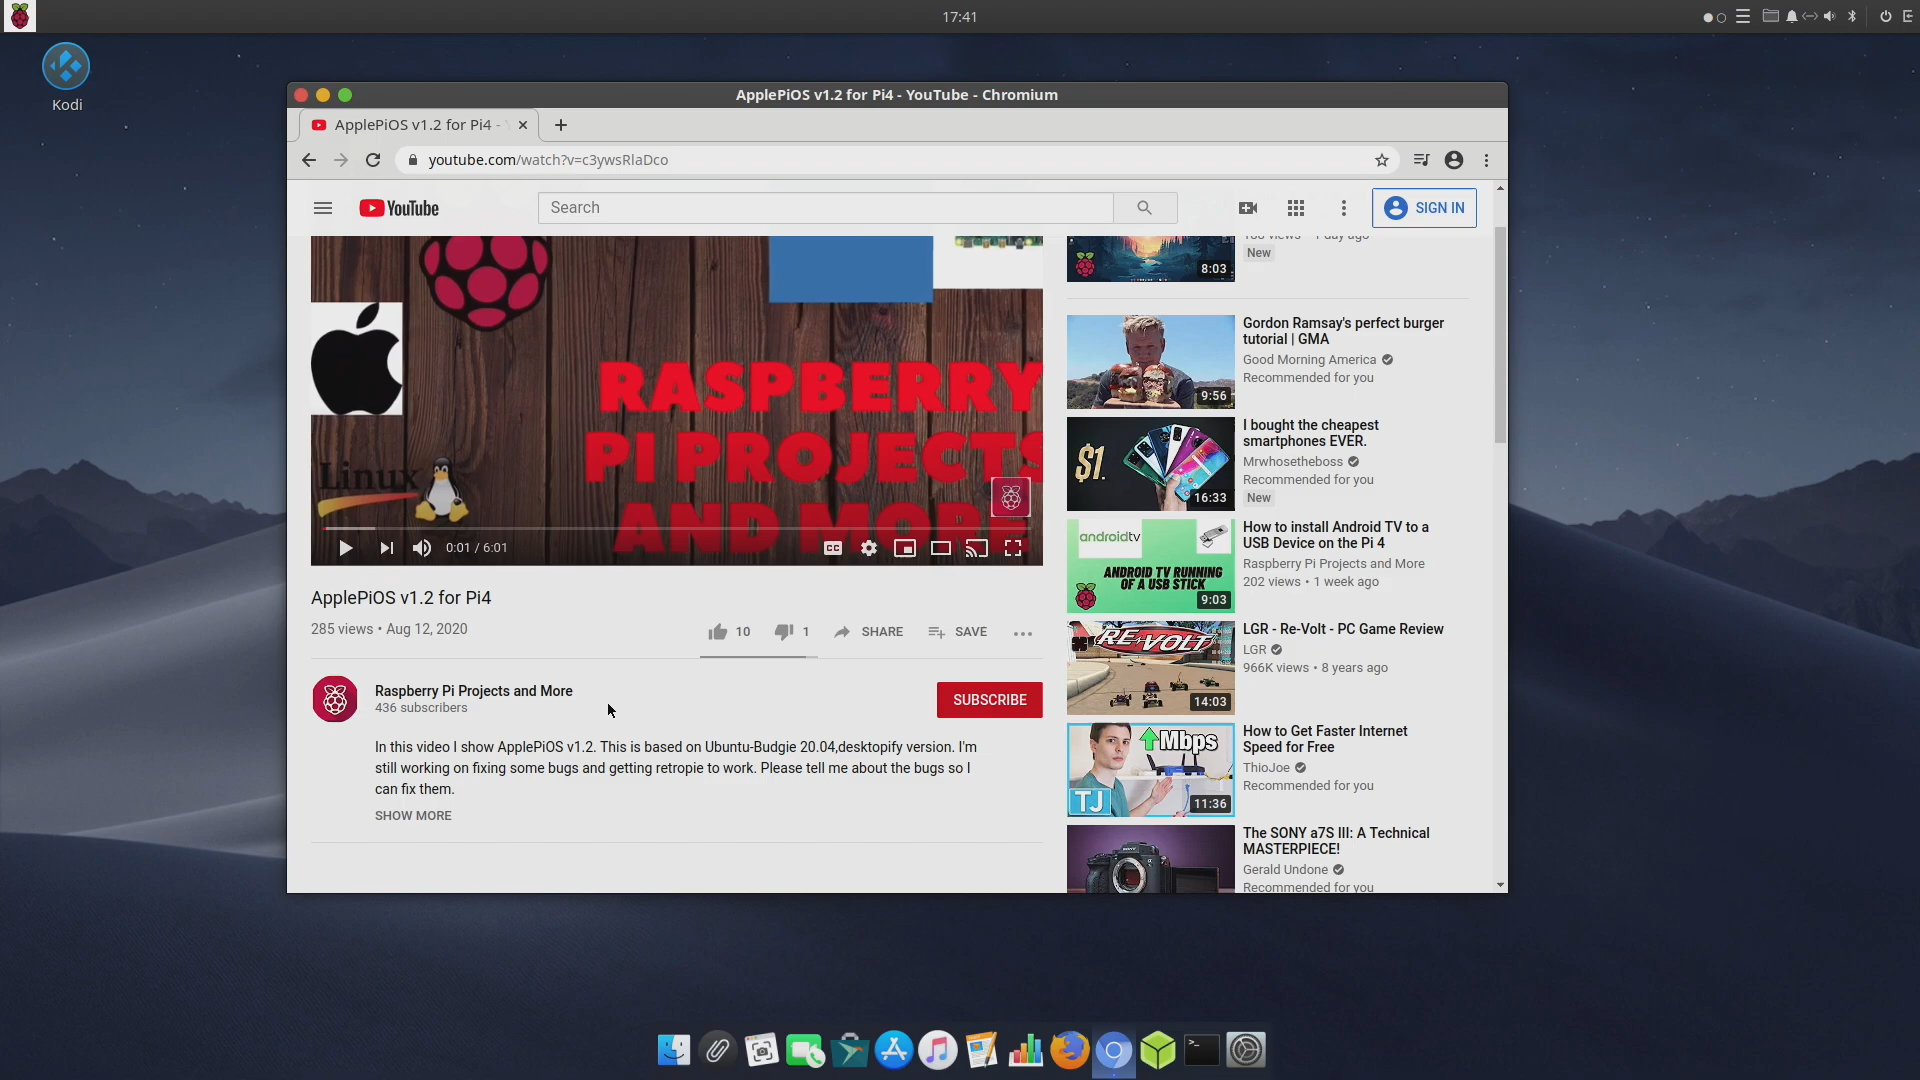 17:41
Kodi
ApplePiOS v1.2 for Pi4 - YouTube - Chromium
ApplePiOS v1.2 for Pi4 -
youtube.com/watch?v=c3ywsRlaDco
YouTube
Search
SIGN IN
RASPBERRY
PI PROJECTS
AND MORE
Linux
CC
0:01 / 6:01
ApplePiOS v1.2 for Pi4
285 views • Aug 12, 2020
10
1
SHARE
SAVE
Raspberry Pi Projects and More
436 subscribers
SUBSCRIBE
In this video I show ApplePiOS v1.2. This is based on Ubuntu-Budgie 20.04,desktopify version. I'm
still working on fixing some bugs and getting retropie to work. Please tell me about the bugs so I
can fix them.
SHOW MORE
8:03
views • 1 day ago
New
9:56
Gordon Ramsay's perfect burger
tutorial | GMA
Good Morning America
Recommended for you
$1.
16:33
I bought the cheapest
smartphones EVER.
Mrwhosetheboss
Recommended for you
New
androidtv
ANDROID TV RUNNING
OF A USB STICK
9:03
How to install Android TV to a
USB Device on the Pi 4
Raspberry Pi Projects and More
202 views • 1 week ago
RE-VOLT
14:03
LGR - Re-Volt - PC Game Review
LGR
966K views • 8 years ago
Mbps
TJ
11:36
How to Get Faster Internet
Speed for Free
ThioJoe
Recommended for you
SONY
The SONY a7S III: A Technical
MASTERPIECE!
Gerald Undone
Recommended for you
>_